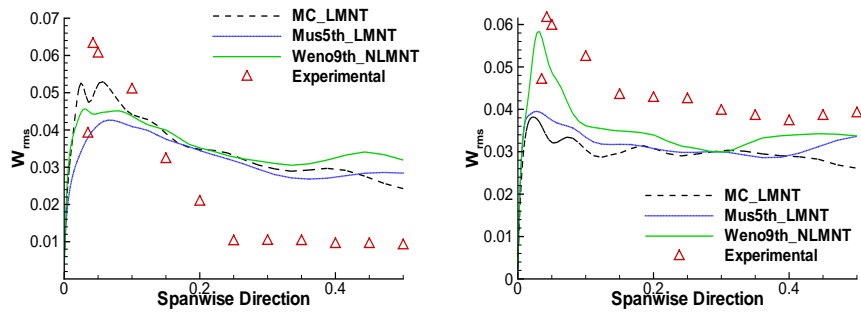 0.07
0.06
0.05
0.04
0.03
0.02
0.01
W rms
0
0.2
0.4
Spanwise Direction
MC_LMNT
Mus5th_LMNT
Weno9th_NLMNT
Experimental
0.06
0.05
0.04
0.03
0.02
0.01
0
W rms
0
0.2
0.4
Spanwise Direction
MC_LMNT
Mus5th_LMNT
Weno9th_NLMNT
Experimental